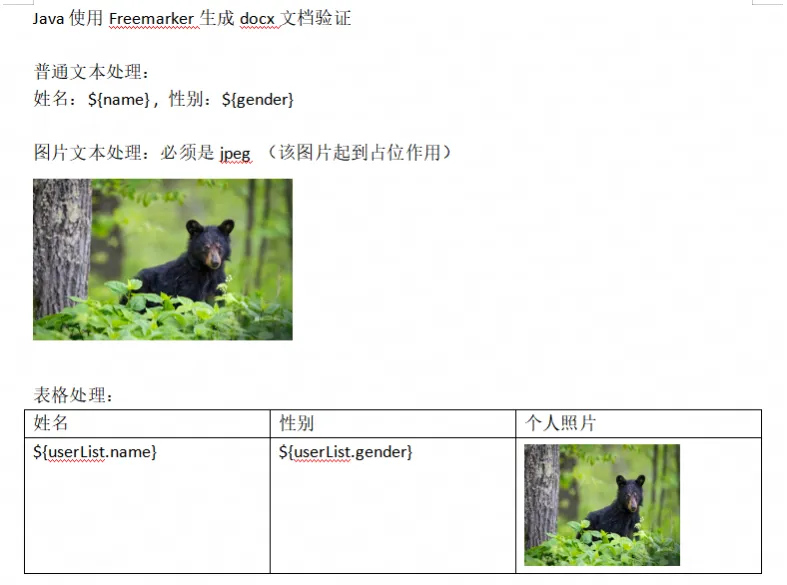 Java 使用 Freemarker 生成 docx 文档验证
普通文本处理：
姓名：${name}，性别：${gender}
图片文本处理：必须是 jpeg （该图片起到占位作用）
表格处理：
姓名 性别 个人照片
${userList.name} ${userList.gender}